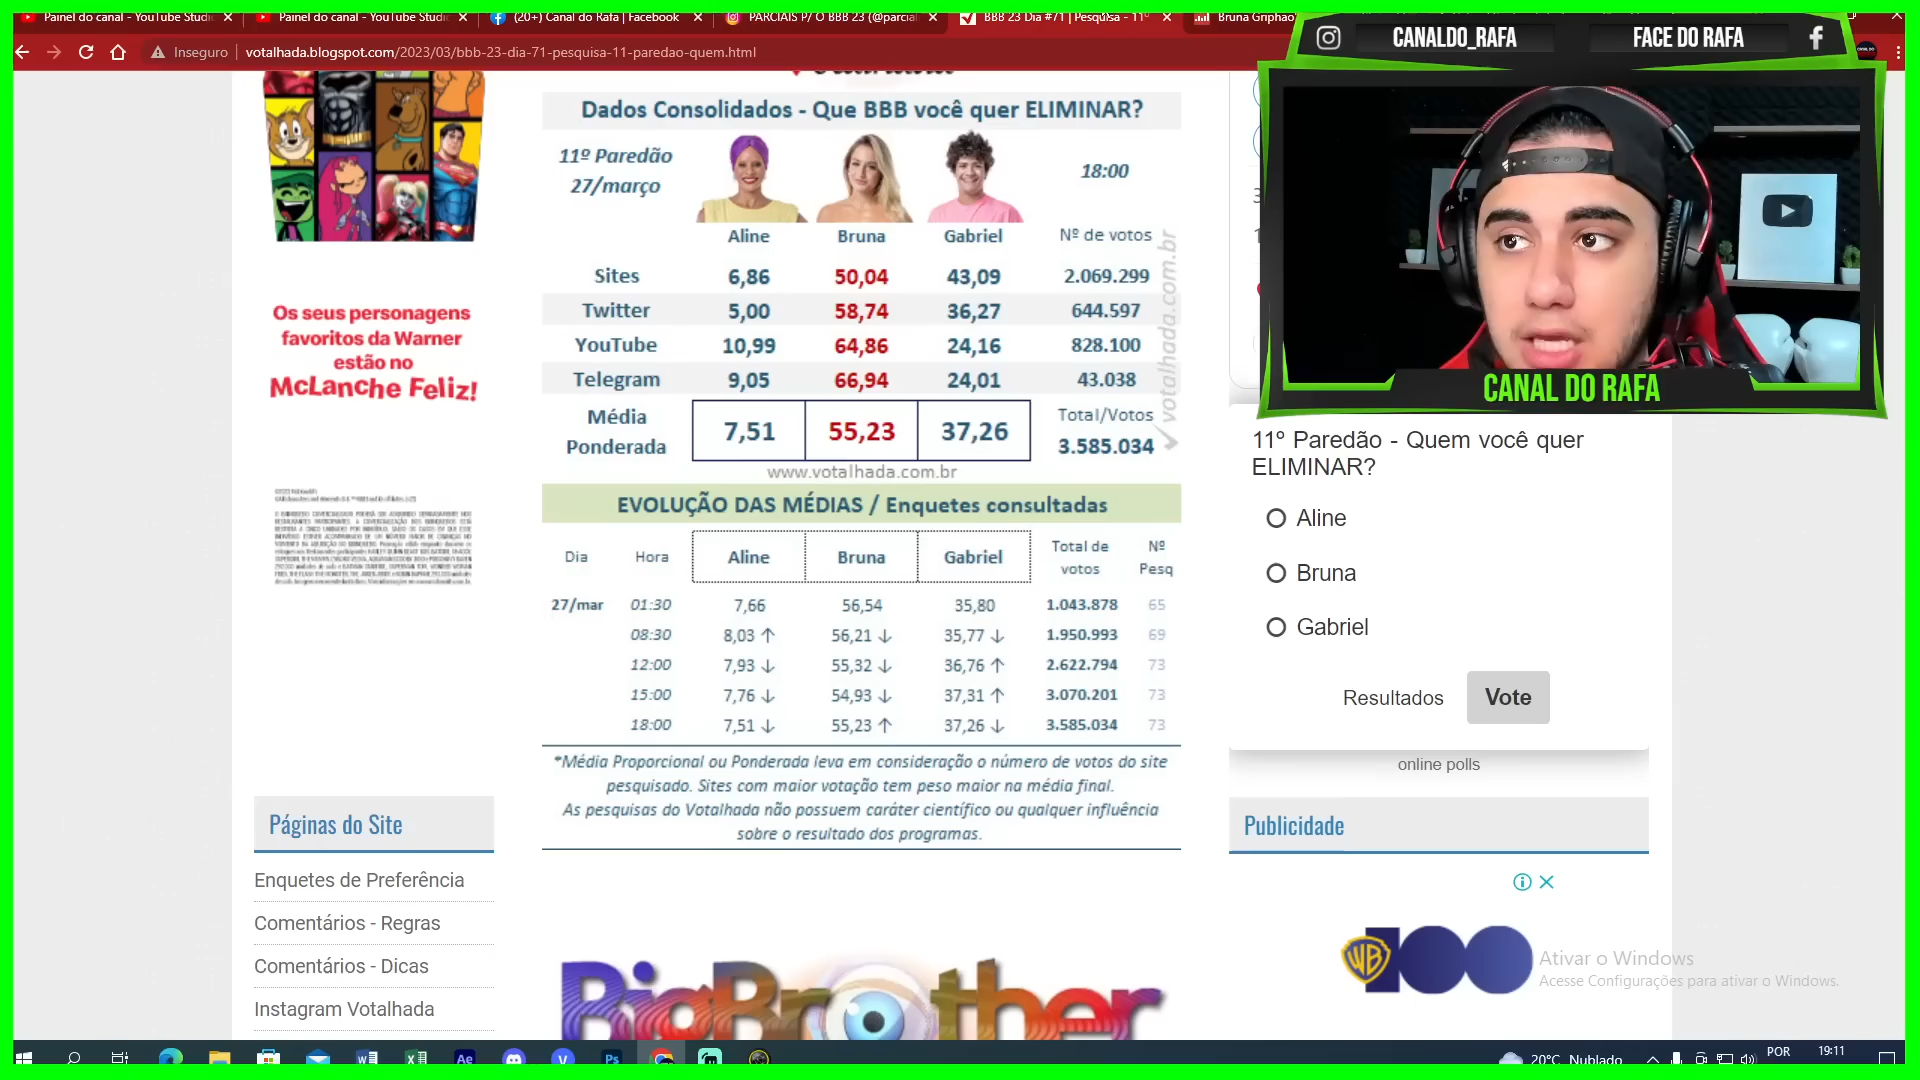 Painel do canal - YouTube Studio
Painel do canal - YouTube Studio
(20+) Canal do Rafa | Facebook
PARCIAIS P/ O BBB 23 (@parcial
BBB 23 Dia #71 | Pesquisa - 11º
Bruna Griphao
Inseguro
votalhada.blogspot.com/2023/03/bbb-23-dia-71-pesquisa-11-paredao-quem.html
CANALDO_RAFA
FACE DO RAFA
CANAL DO RAFA
Os seus personagens
favoritos da Warner
estão no
McLanche Feliz!
Páginas do Site
Enquetes de Preferência
Comentários - Regras
Comentários - Dicas
Instagram Votalhada
Dados Consolidados - Que BBB você quer ELIMINAR?
11º Paredão
27/março
18:00
Aline Bruna Gabriel Nº de votos
Sites 6,86 50,04 43,09 2.069.299
Twitter 5,00 58,74 36,27 644.597
YouTube 10,99 64,86 24,16 828.100
Telegram 9,05 66,94 24,01 43.038
Média
Ponderada
7,51 55,23 37,26
Total/Votos
3.585.034
votalhada.com.br
www.votalhada.com.br
EVOLUÇÃO DAS MÉDIAS / Enquetes consultadas
Dia Hora Aline Bruna Gabriel
Total de
votos
Nº
Pesq
27/mar 01:30 7,66 56,54 35,80 1.043.878 65
08:30 8,03 ↑ 56,21 ↓ 35,77 ↓ 1.950.993 69
12:00 7,93 ↓ 55,32 ↓ 36,76 ↑ 2.622.794 73
15:00 7,76 ↓ 54,93 ↓ 37,31 ↑ 3.070.201 73
18:00 7,51 ↓ 55,23 ↑ 37,26 ↓ 3.585.034 73
*Média Proporcional ou Ponderada leva em consideração o número de votos do site
pesquisado. Sites com maior votação tem peso maior na média final.
As pesquisas do Votalhada não possuem caráter científico ou qualquer influência
sobre o resultado dos programas.
BigBrother
11º Paredão - Quem você quer
ELIMINAR?
Aline
Bruna
Gabriel
Resultados Vote
online polls
Publicidade
WB 100
Ativar o Windows
Acesse Configurações para ativar o Windows.
Ae
Ps
20°C Nublado
POR
19:11